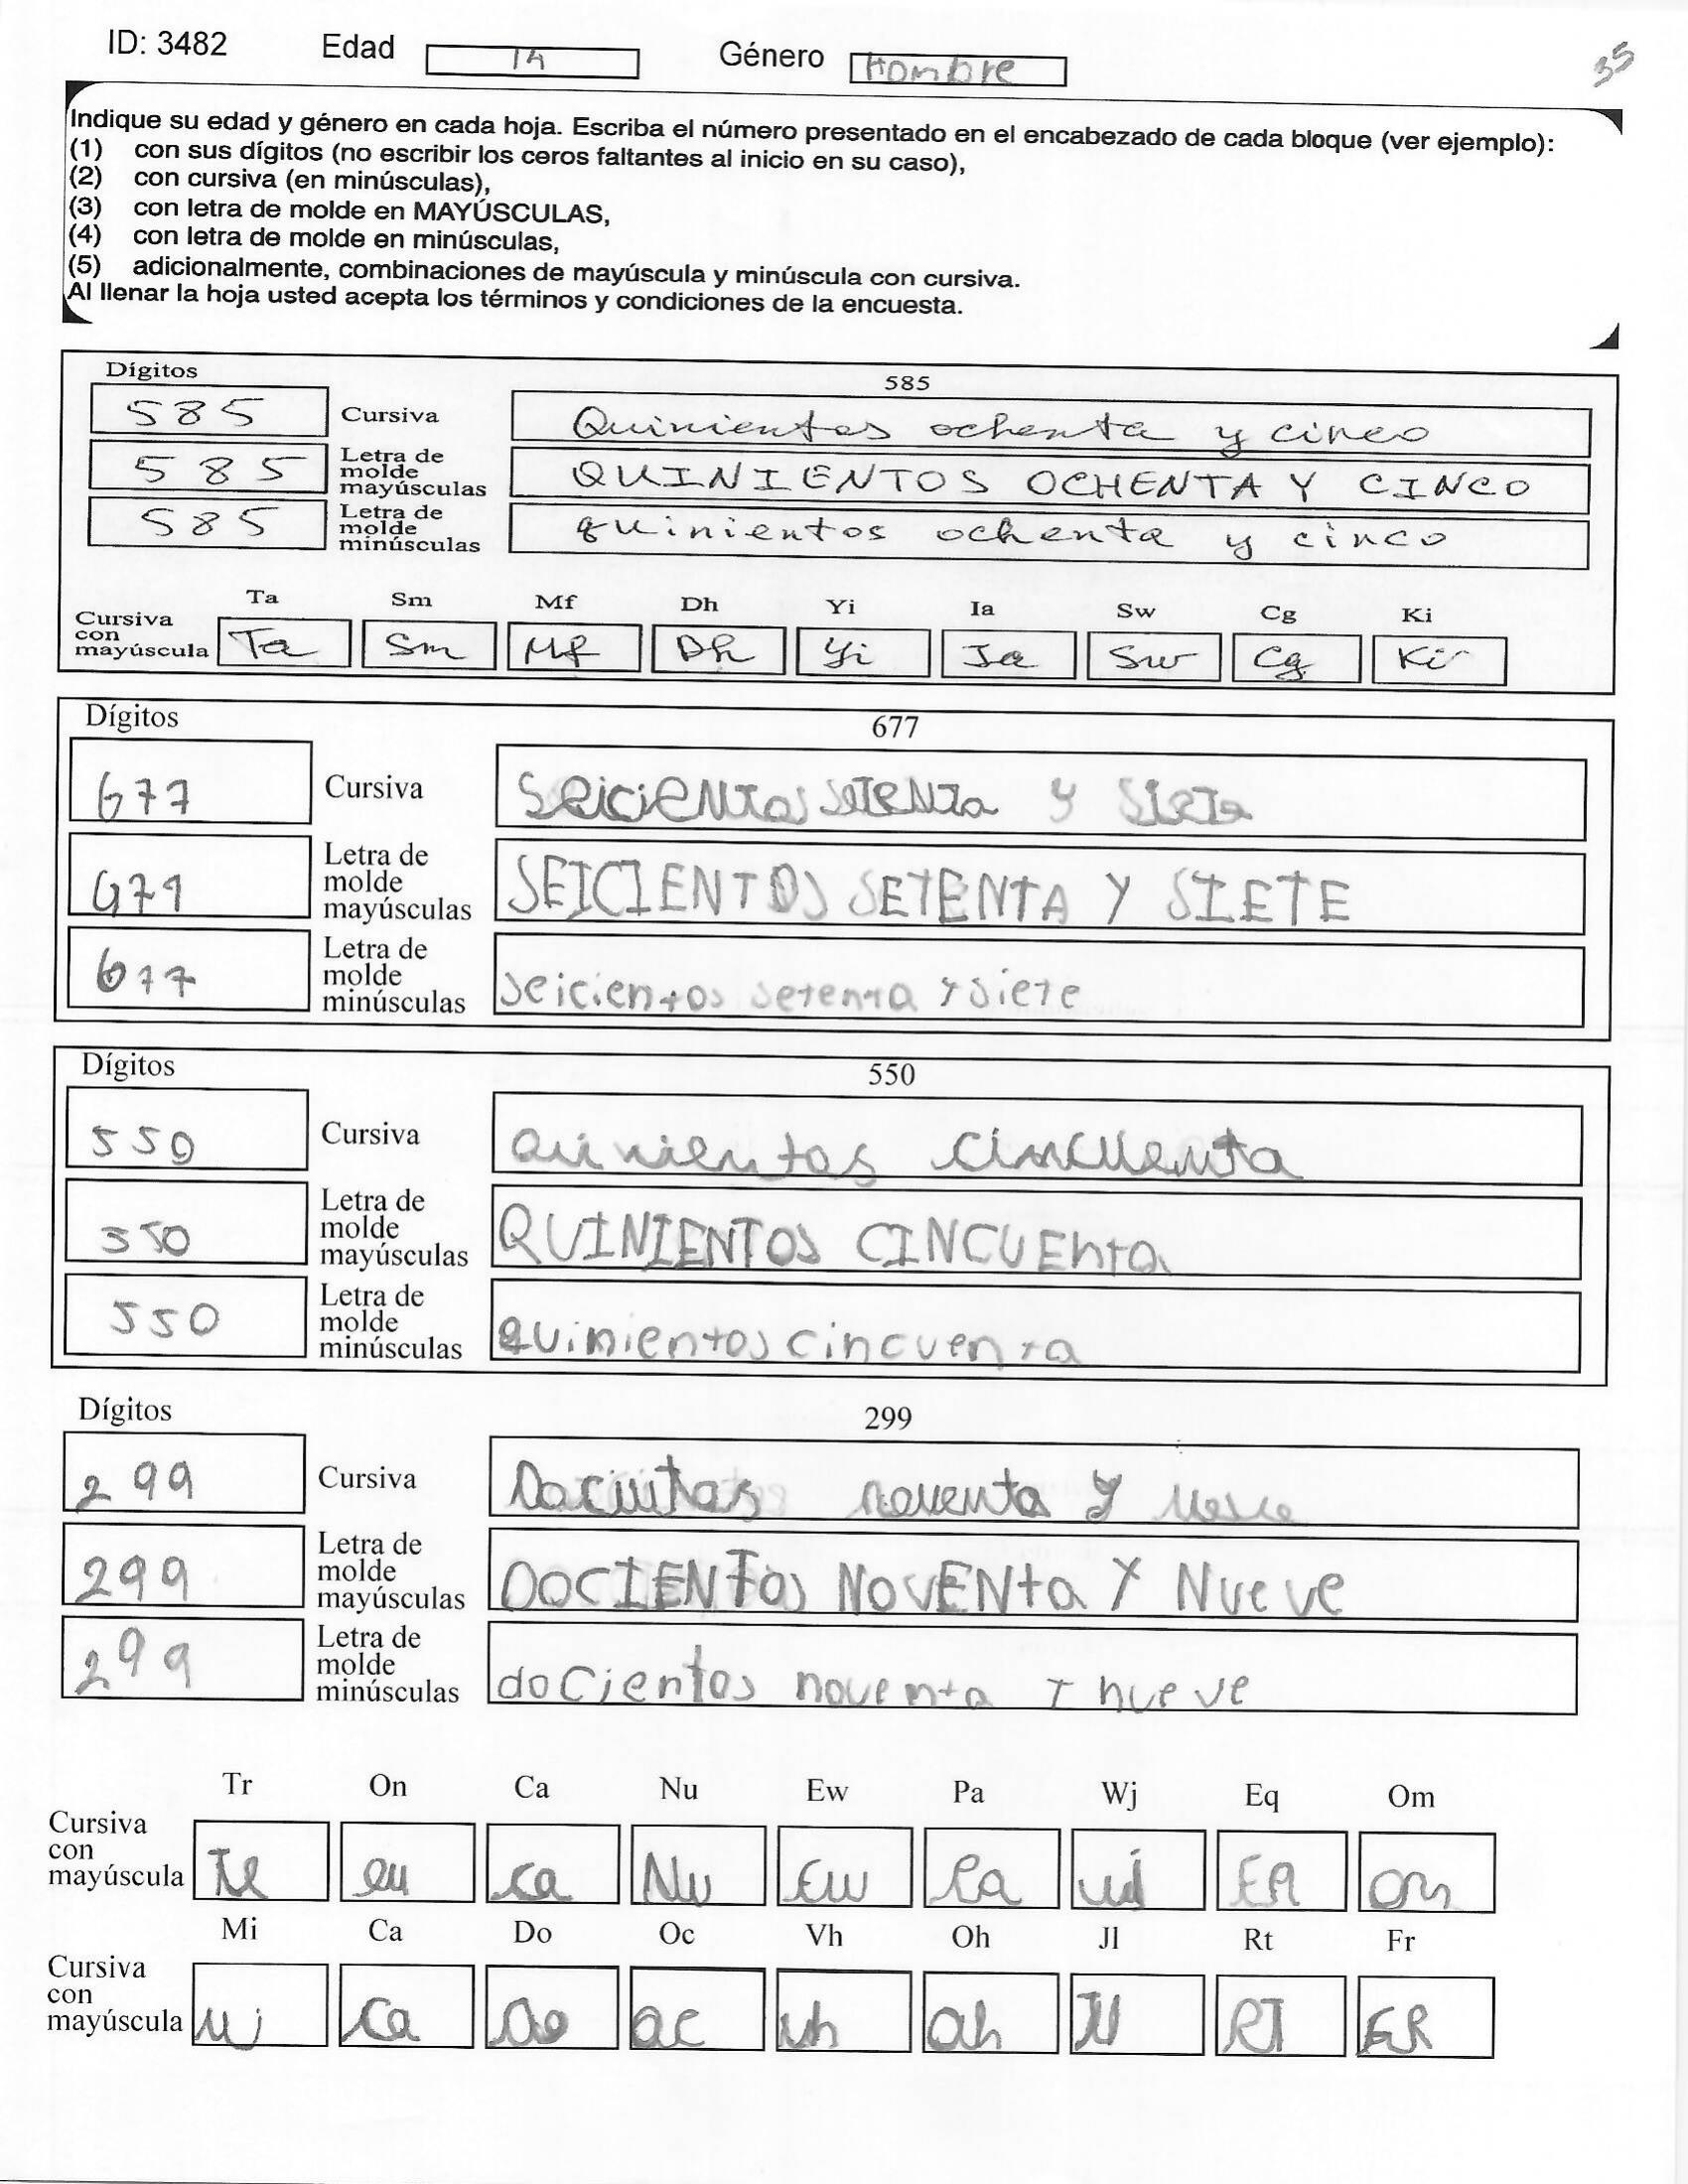 ID: 3482 Edad 14 Género Hombre 35
Indique su edad y género en cada hoja. Escriba el número presentado en el encabezado de cada bloque (ver ejemplo):
(1) con sus dígitos (no escribir los ceros faltantes al inicio en su caso),
(2) con cursiva (en minúsculas),
(3) con letra de molde en MAYÚSCULAS,
(4) con letra de molde en minúsculas,
(5) adicionalmente, combinaciones de mayúscula y minúscula con cursiva.
Al llenar la hoja usted acepta los términos y condiciones de la encuesta.
Dígitos 585
585 Cursiva Quinientos ochenta y cinco
585 Letra de molde mayúsculas QUINIENTOS OCHENTA Y CINCO
585 Letra de molde minúsculas quinientos ochenta y cinco
Ta Sm Mf Dh Yi Ia Sw Cg Ki
Cursiva con mayúscula Ta Sm Mf Dh Yi Ia Sw Cg Ki
Dígitos 677
677 Cursiva SeiciENTos seTENTa y SieTe
677 Letra de molde mayúsculas SEICIENTOS SETENTA Y SIETE
677 Letra de molde minúsculas seicientos setenta y siete
Dígitos 550
550 Cursiva quinientos cincuenta
550 Letra de molde mayúsculas QUINIENTOS CINCUEnta
550 Letra de molde minúsculas quinientos cincuenta
Dígitos 299
299 Cursiva noventa y
299 Letra de molde mayúsculas DOCIENTOS NOVENta Y NUeve
299 Letra de molde minúsculas doCientos noventa Y nueve
Tr On Ca Nu Ew Pa Wj Eq Om
Cursiva con mayúscula ca Nu Ew Pa wj om
Mi Ca Do Oc Vh Oh Jl Rt Fr
Cursiva con mayúscula Mi Ca Do oc vh oh Jl RT FR